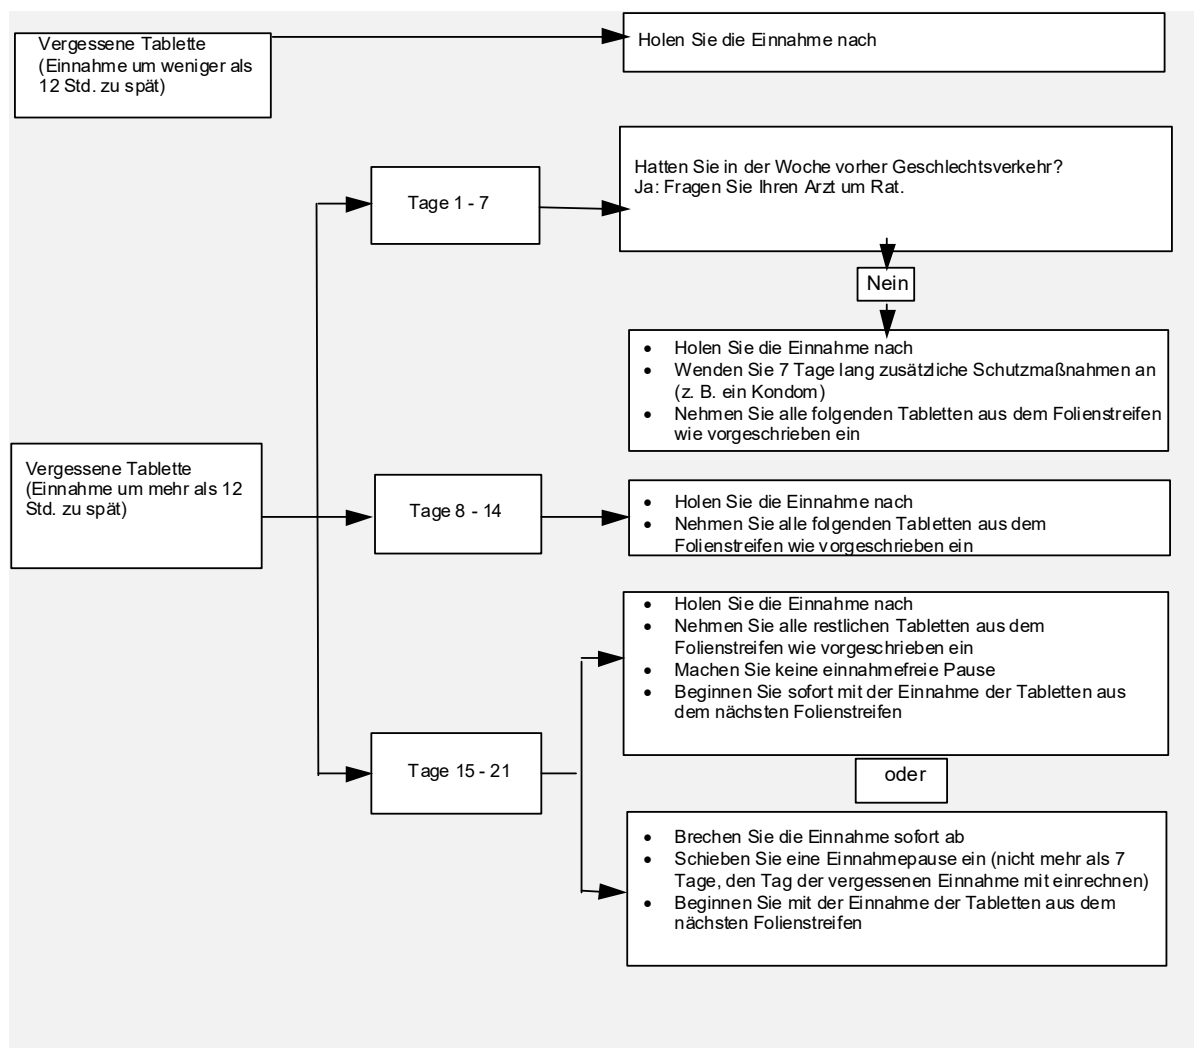 Vergessene Tablette
(Einnahme um weniger als
12 Std. zu spät)
Holen Sie die Einnahme nach
Hatten Sie in der Woche vorher Geschlechtsverkehr?
Ja: Fragen Sie Ihren Arzt um Rat.
Tage 1 - 7
Nein
• Holen Sie die Einnahme nach
• Wenden Sie 7 Tage lang zusätzliche Schutzmaßnahmen an
(z. B. ein Kondom)
• Nehmen Sie alle folgenden Tabletten aus dem Folienstreifen
wie vorgeschrieben ein
Vergessene Tablette
(Einnahme um mehr als 12
Std. zu spät)
Tage 8 - 14
• Holen Sie die Einnahme nach
• Nehmen Sie alle folgenden Tabletten aus dem
Folienstreifen wie vorgeschrieben ein
• Holen Sie die Einnahme nach
• Nehmen Sie alle restlichen Tabletten aus dem
Folienstreifen wie vorgeschrieben ein
• Machen Sie keine einnahmefreie Pause
• Beginnen Sie sofort mit der Einnahme der Tabletten aus
dem nächsten Folienstreifen
Tage 15 - 21
oder
• Brechen Sie die Einnahme sofort ab
• Schieben Sie eine Einnahmepause ein (nicht mehr als 7
Tage, den Tag der vergessenen Einnahme mit einrechnen)
• Beginnen Sie mit der Einnahme der Tabletten aus dem
nächsten Folienstreifen